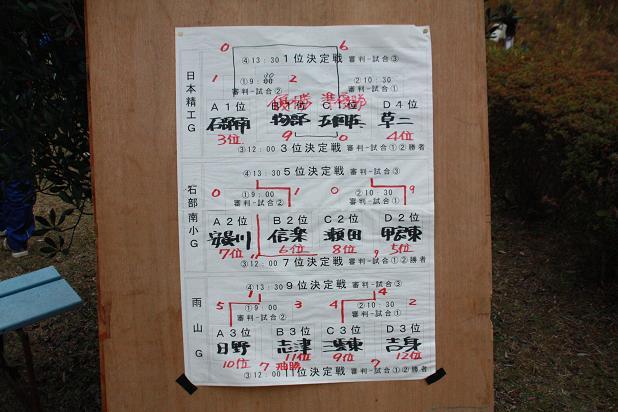 0 6
④13：30 1位決定戦 審判-試合③
1 ①9：00 2 ②10：30
審判-試合② 審判-試合①
優勝 準優勝
日本精工G
A1位 B1位 C1位 D4位
石部南 物部 草二
3位 9 0 4位
③12：00 3位決定戦 審判-試合①②勝者
④13：30 5位決定戦 審判-試合③
0 ①9：00 1 0 ②10：30 9
審判-試合② 審判-試合①
石部南小G
A2位 B2位 C2位 D2位
安曇川 信楽 瀬田 甲東
7位 6位 8位 5位
③12：00 7位決定戦 審判-試合①②
④13：30 9位決定戦 審判-試合③
1 4
5 ①9：00 3 4 ②10：30 2
審判-試合② 審判-試合①
雨山G
A3位 B3位 C3位 D3位
日野 志津 三雲東 吉身
10位 11位 9位 12位
7 抽勝 7
③12：00 11位決定戦 審判-試合①②勝者